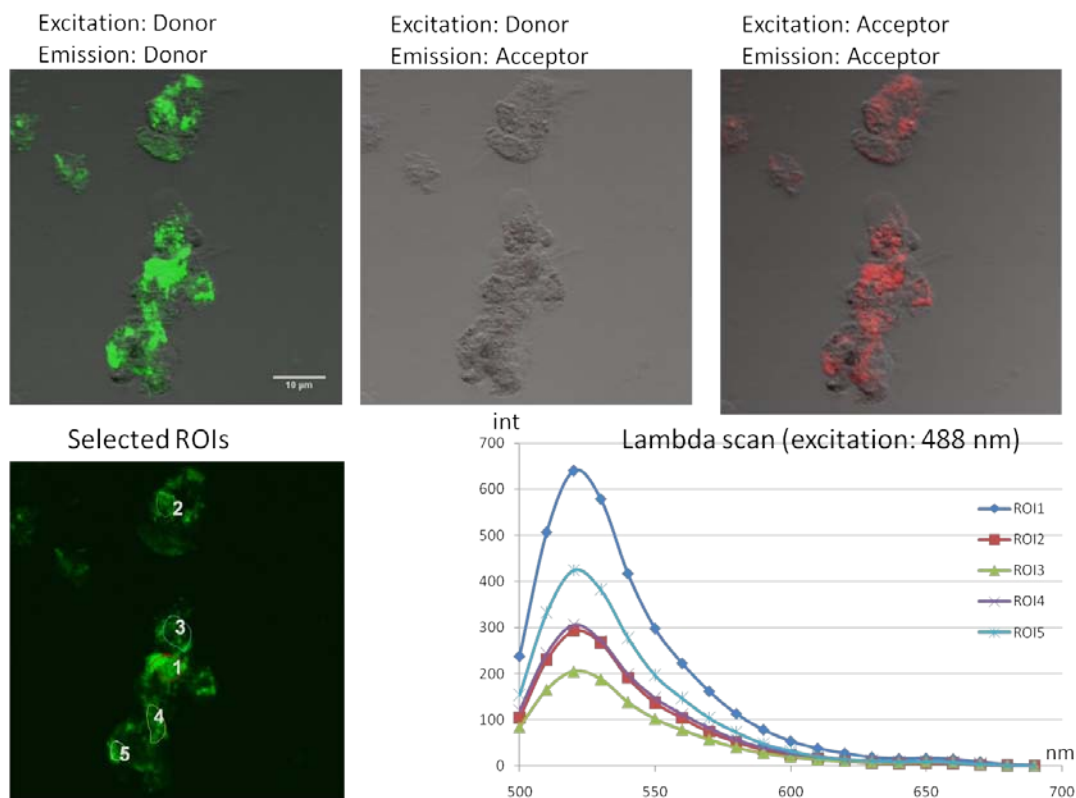 Excitation: Donor
Emission: Donor
Excitation: Donor
Emission: Acceptor
Excitation: Acceptor
Emission: Acceptor
10 µm
Selected ROIs
2
3
1
4
5
int
Lambda scan (excitation: 488 nm)
700
600
500
400
300
200
100
0
ROI1
ROI2
ROI3
ROI4
ROI5
nm
500
550
600
650
700